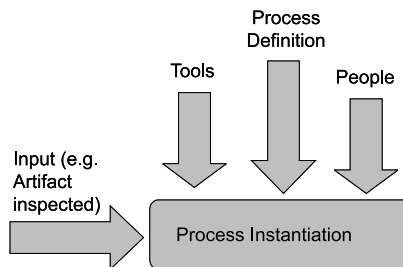 Process
Definition
Tools
People
Input (e.g.
Artifact
inspected)
Process Instantiation